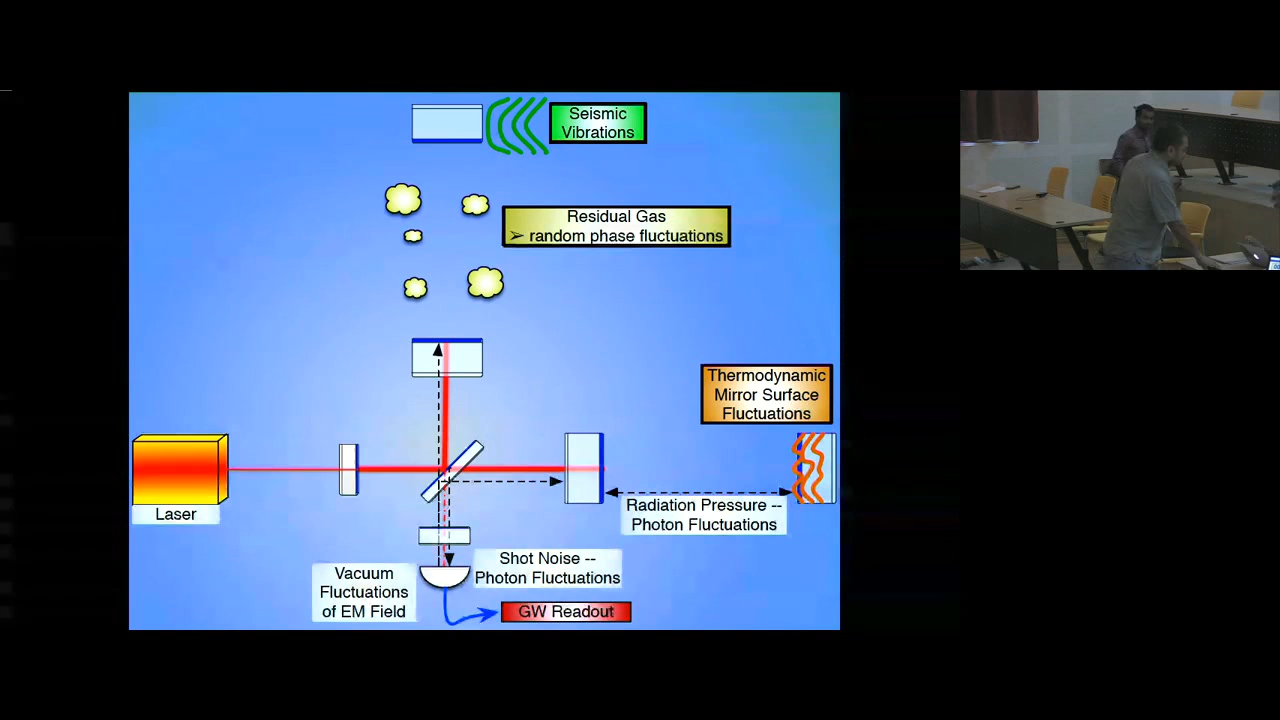 Seismic
Vibrations
Residual Gas
➢ random phase fluctuations
Thermodynamic
Mirror Surface
Fluctuations
Laser
Radiation Pressure --
Photon Fluctuations
Shot Noise --
Photon Fluctuations
Vacuum
Fluctuations
of EM Field
GW Readout